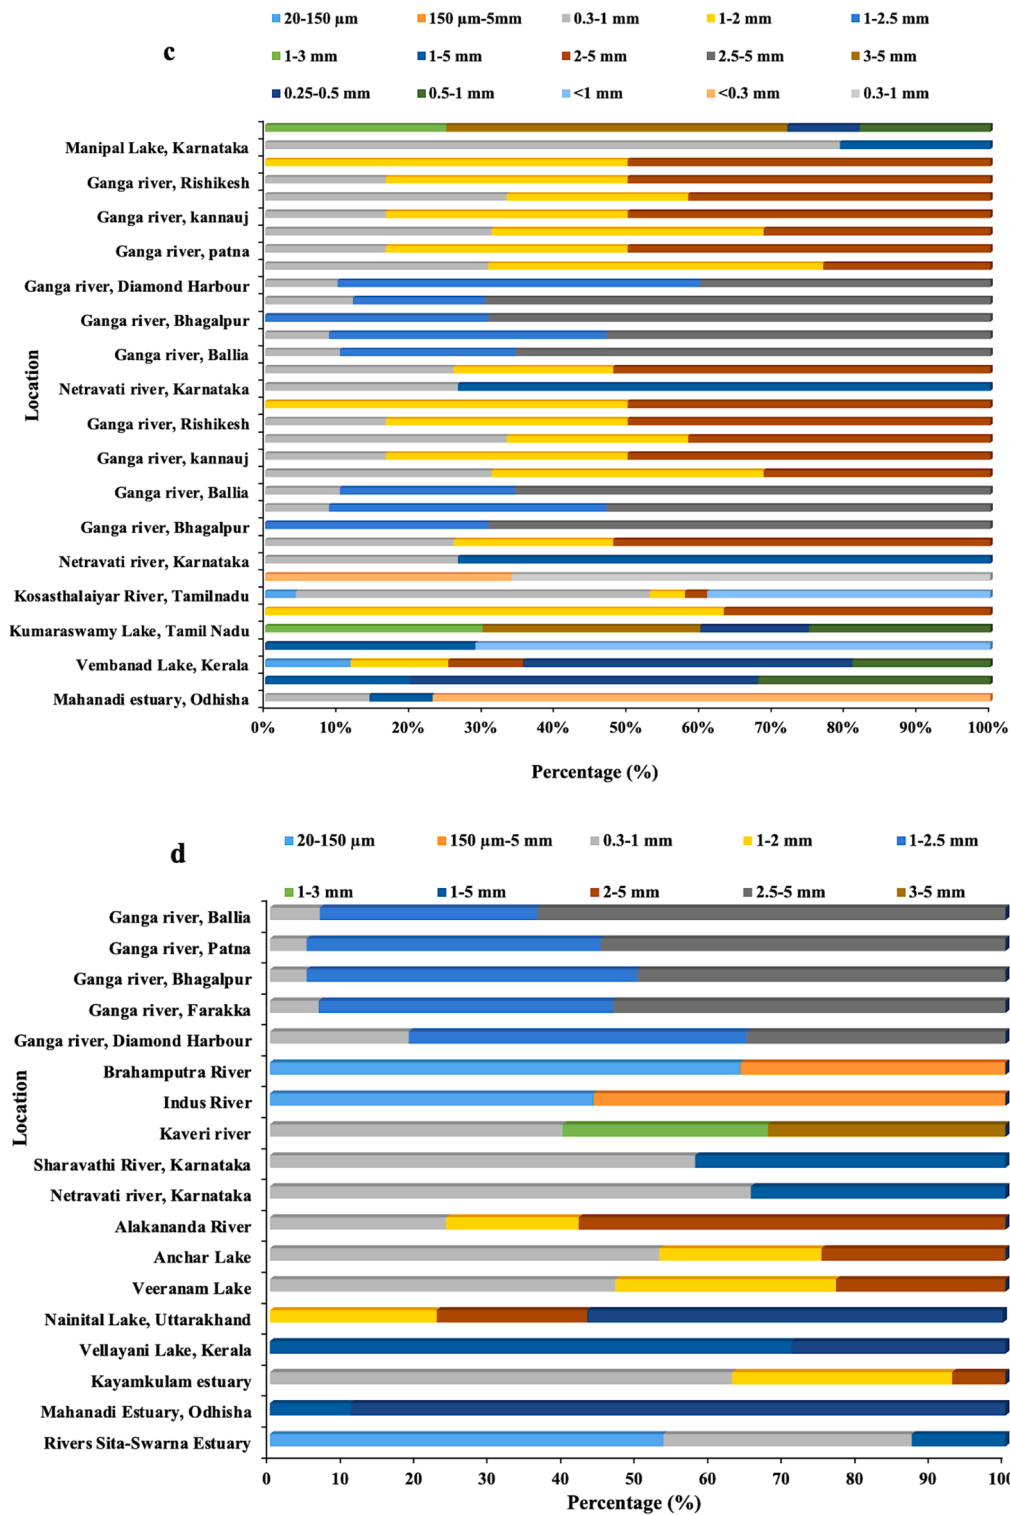 20-150 µm 150 µm-5mm 0.3-1 mm 1-2 mm 1-2.5 mm
c
1-3 mm 1-5 mm 2-5 mm 2.5-5 mm 3-5 mm
0.25-0.5 mm 0.5-1 mm <1 mm <0.3 mm 0.3-1 mm
Manipal Lake, Karnataka
Ganga river, Rishikesh
Ganga river, kannauj
Ganga river, patna
Ganga river, Diamond Harbour
Ganga river, Bhagalpur
Ganga river, Ballia
Netravati river, Karnataka
Ganga river, Rishikesh
Ganga river, kannauj
Ganga river, Ballia
Ganga river, Bhagalpur
Netravati river, Karnataka
Kosasthalaiyar River, Tamilnadu
Kumaraswamy Lake, Tamil Nadu
Vembanad Lake, Kerala
Mahanadi estuary, Odhisha
Location
0% 10% 20% 30% 40% 50% 60% 70% 80% 90% 100%
Percentage (%)
20-150 µm 150 µm-5 mm 0.3-1 mm 1-2 mm 1-2.5 mm
d
1-3 mm 1-5 mm 2-5 mm 2.5-5 mm 3-5 mm
Ganga river, Ballia
Ganga river, Patna
Ganga river, Bhagalpur
Ganga river, Farakka
Ganga river, Diamond Harbour
Brahamputra River
Indus River
Kaveri river
Sharavathi River, Karnataka
Netravati river, Karnataka
Alakananda River
Anchar Lake
Veeranam Lake
Nainital Lake, Uttarakhand
Vellayani Lake, Kerala
Kayamkulam estuary
Mahanadi Estuary, Odhisha
Rivers Sita-Swarna Estuary
Location
0 10 20 30 40 50 60 70 80 90 100
Percentage (%)